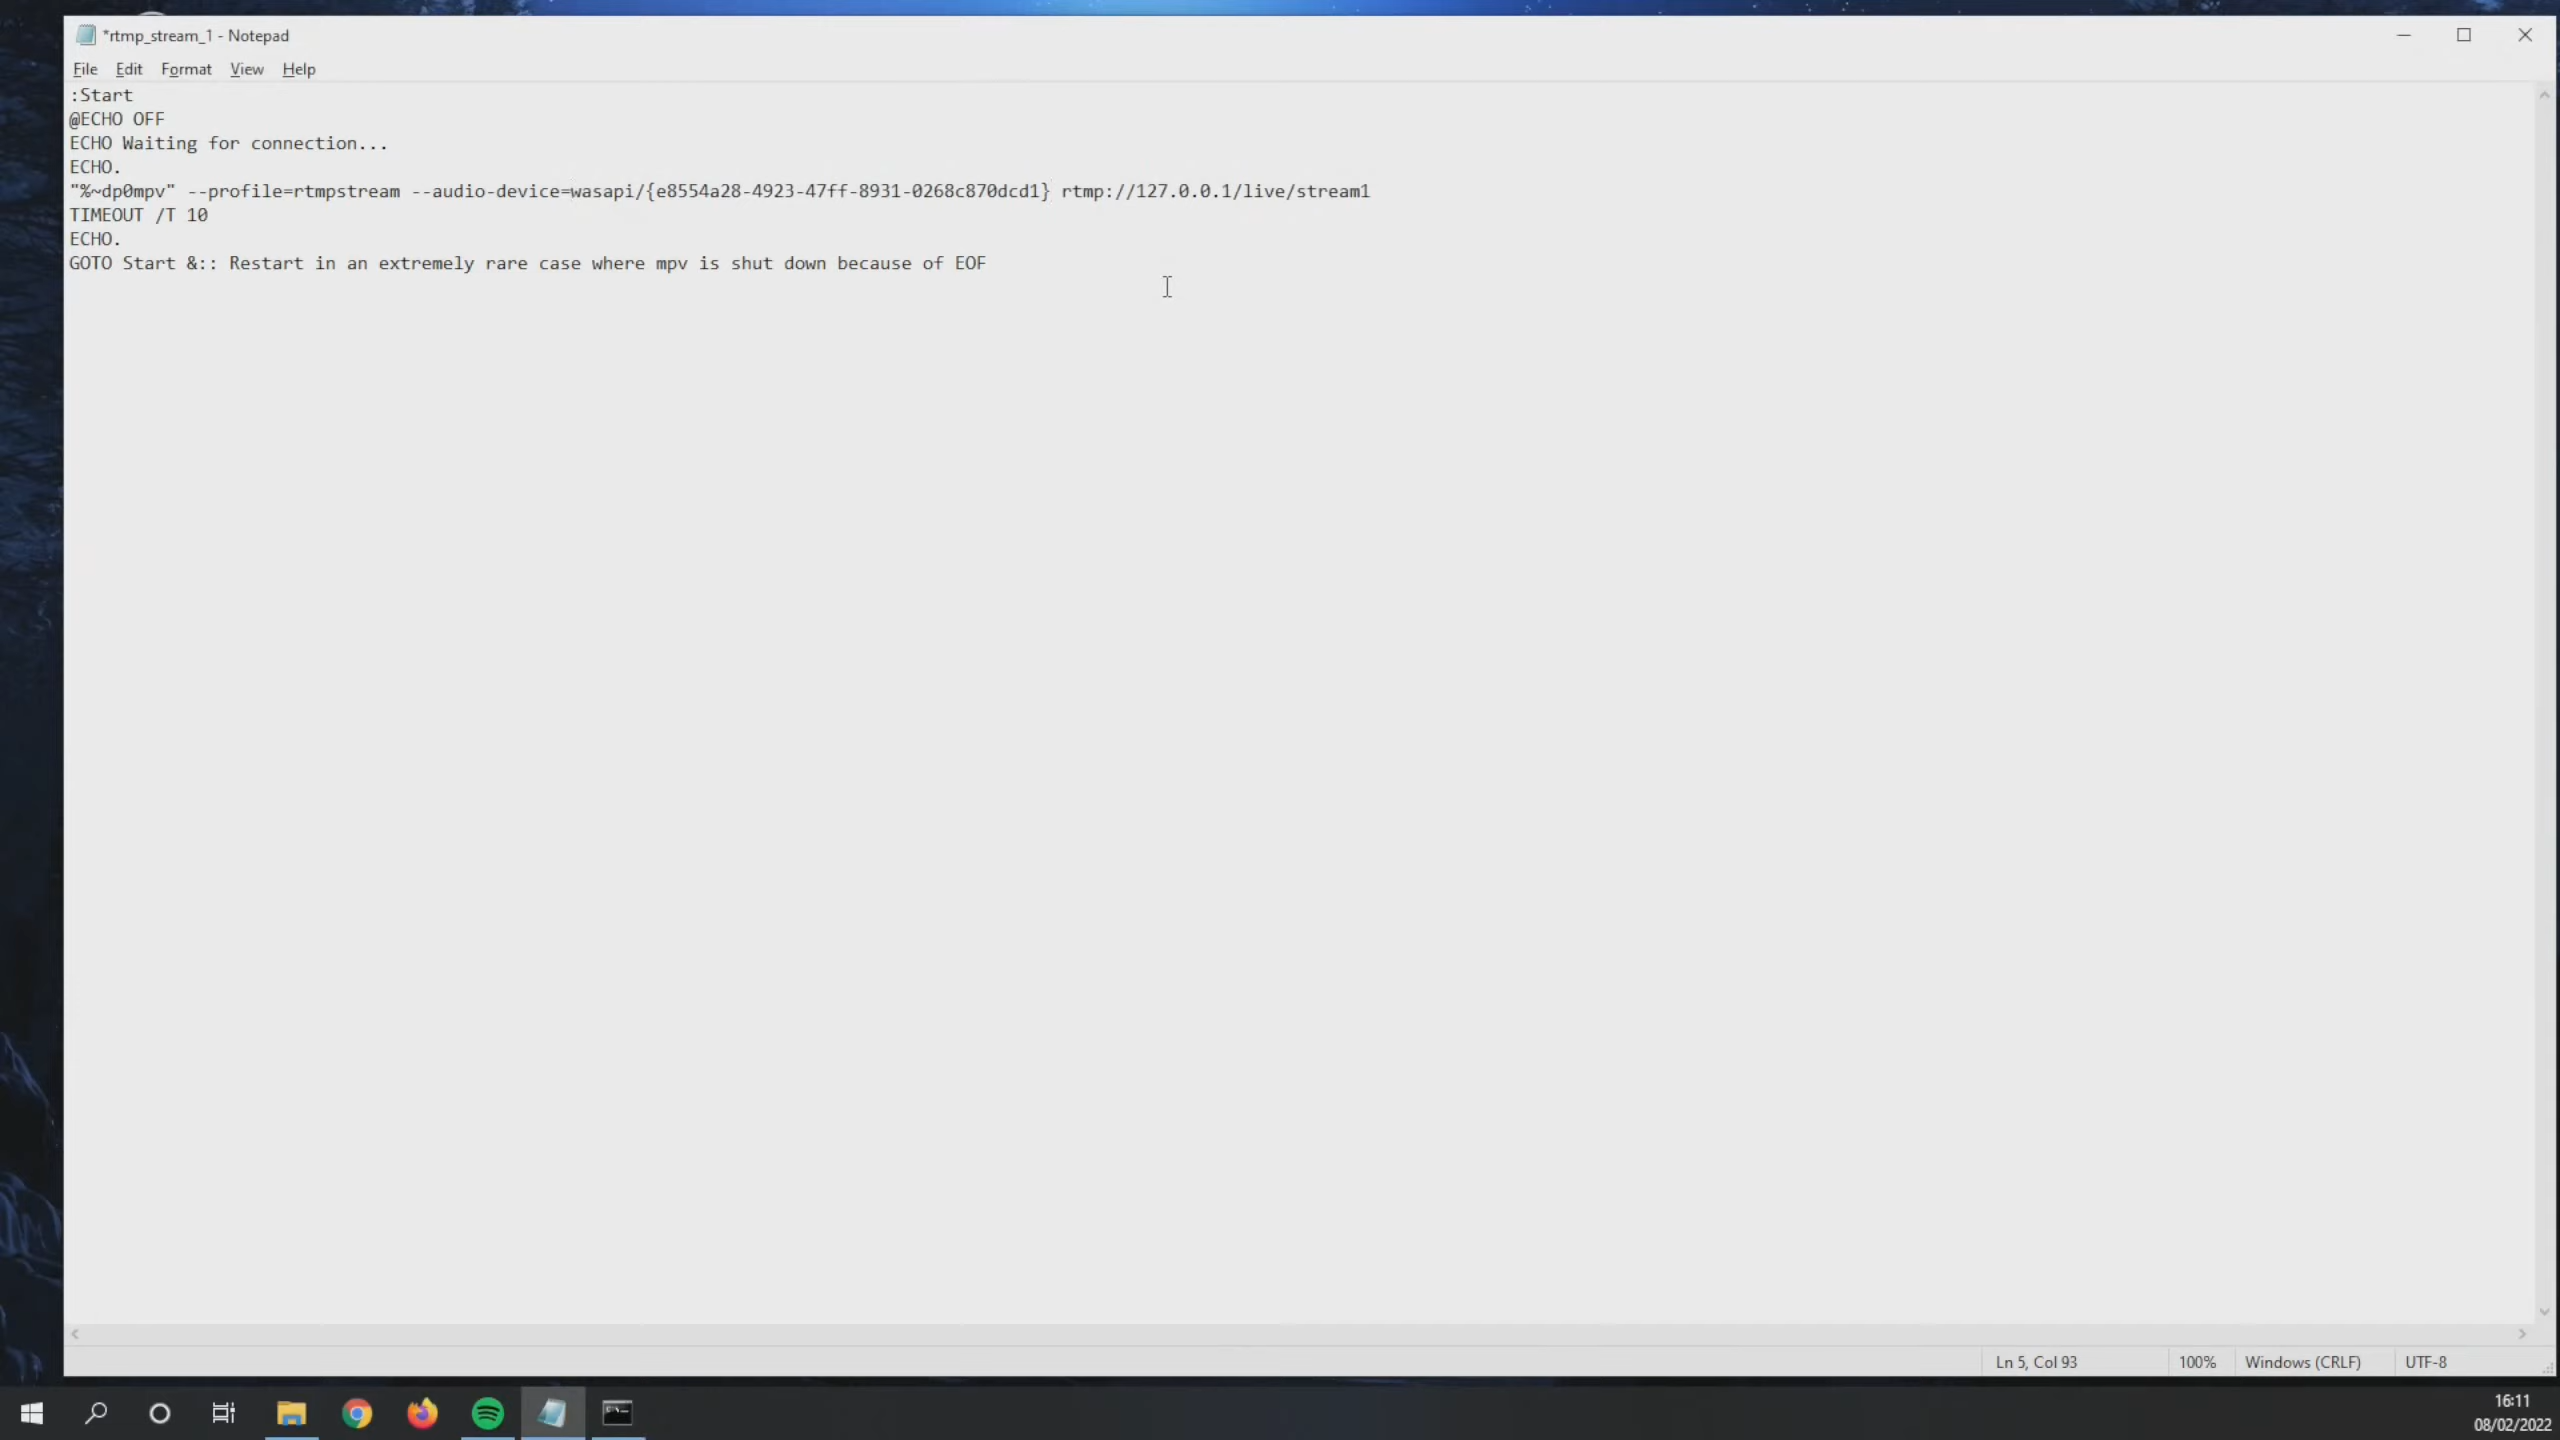 *rtmp_stream_1 - Notepad
File Edit Format View Help
:Start
@ECHO OFF
ECHO Waiting for connection...
ECHO.
"%~dp0mpv" --profile=rtmpstream --audio-device=wasapi/{e8554a28-4923-47ff-8931-0268c870dcd1} rtmp://127.0.0.1/live/stream1
TIMEOUT /T 10
ECHO.
GOTO Start &:: Restart in an extremely rare case where mpv is shut down because of EOF
Ln 5, Col 93 100% Windows (CRLF) UTF-8
16:11
08/02/2022